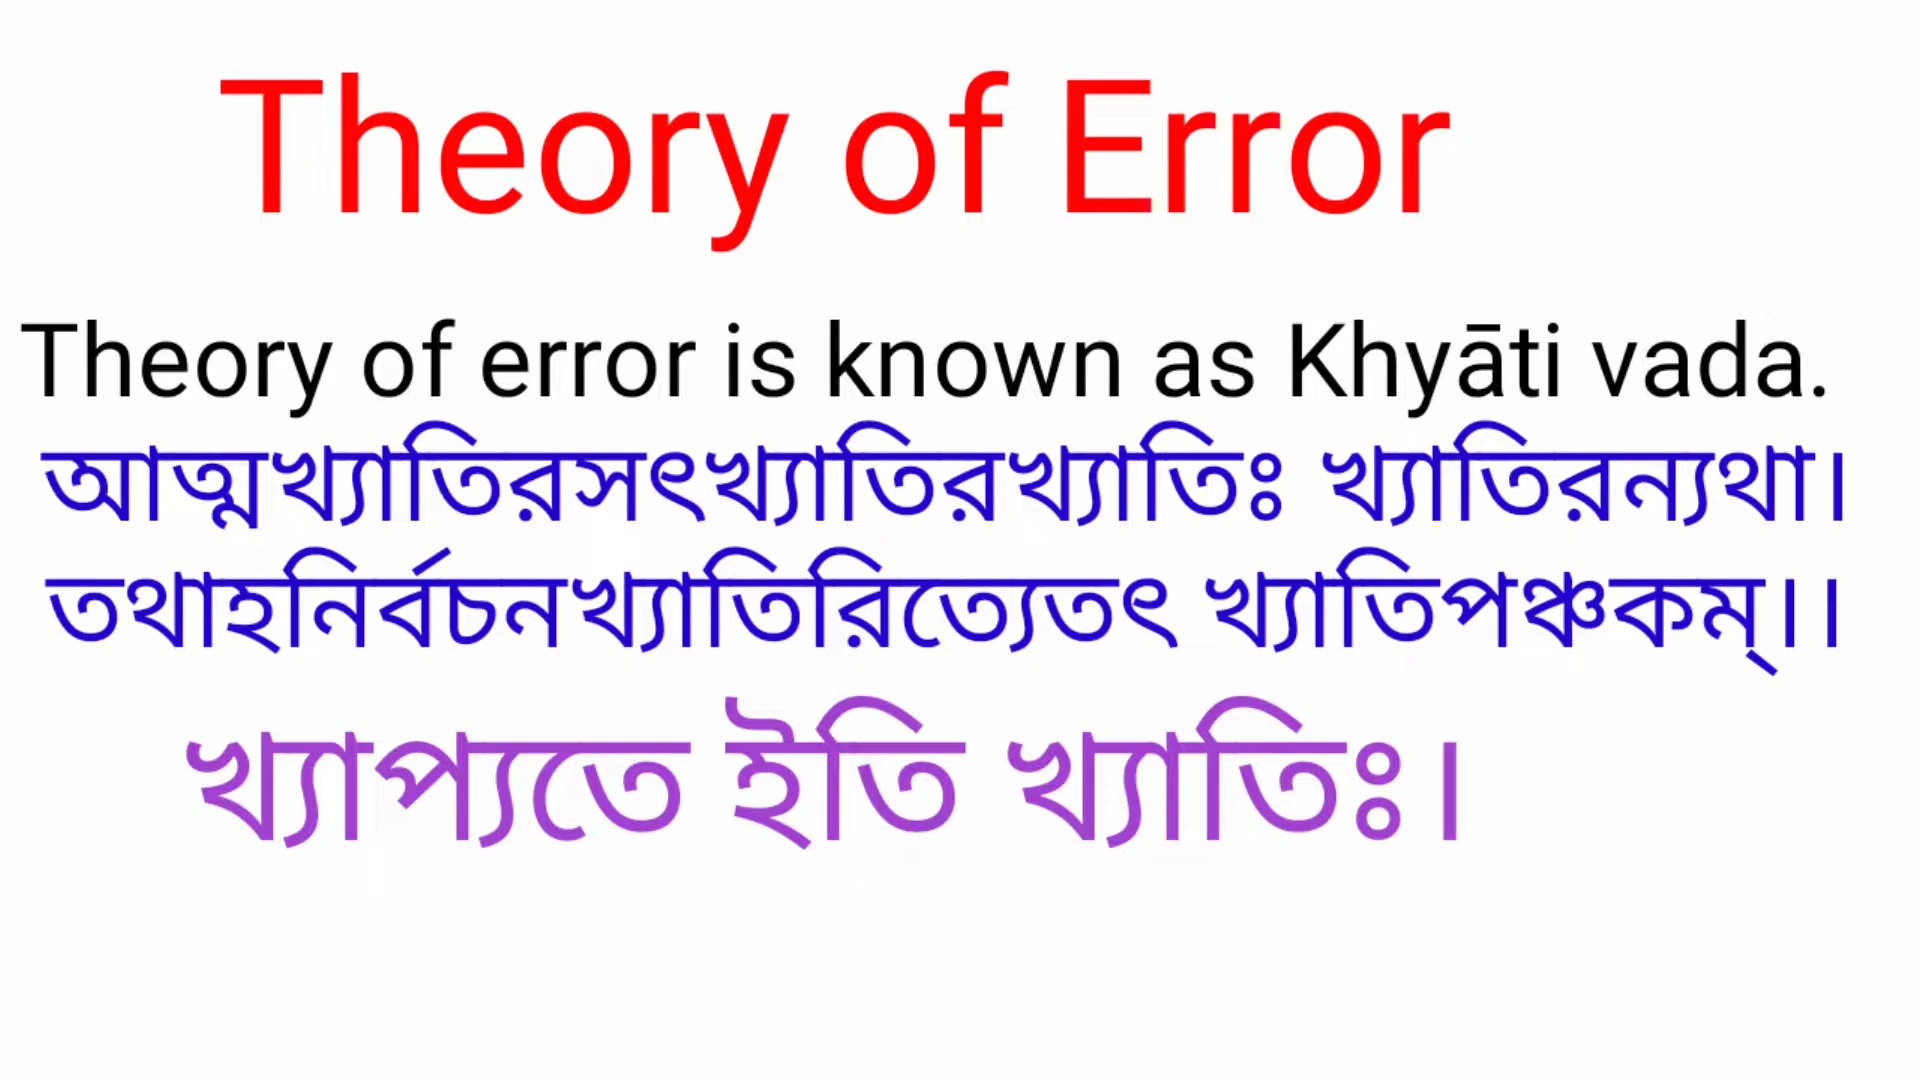 Theory of Error
Theory of error is known as Khyāti vada.
আত্মখ্যাতিরসৎখ্যাতিরখ্যাতিঃ খ্যাতিরন্যথা।
তথাহনির্বচনখ্যাতিরিত্যেতৎ খ্যাতিপঞ্চকম্।।
খ্যাপ্যতে ইতি খ্যাতিঃ।